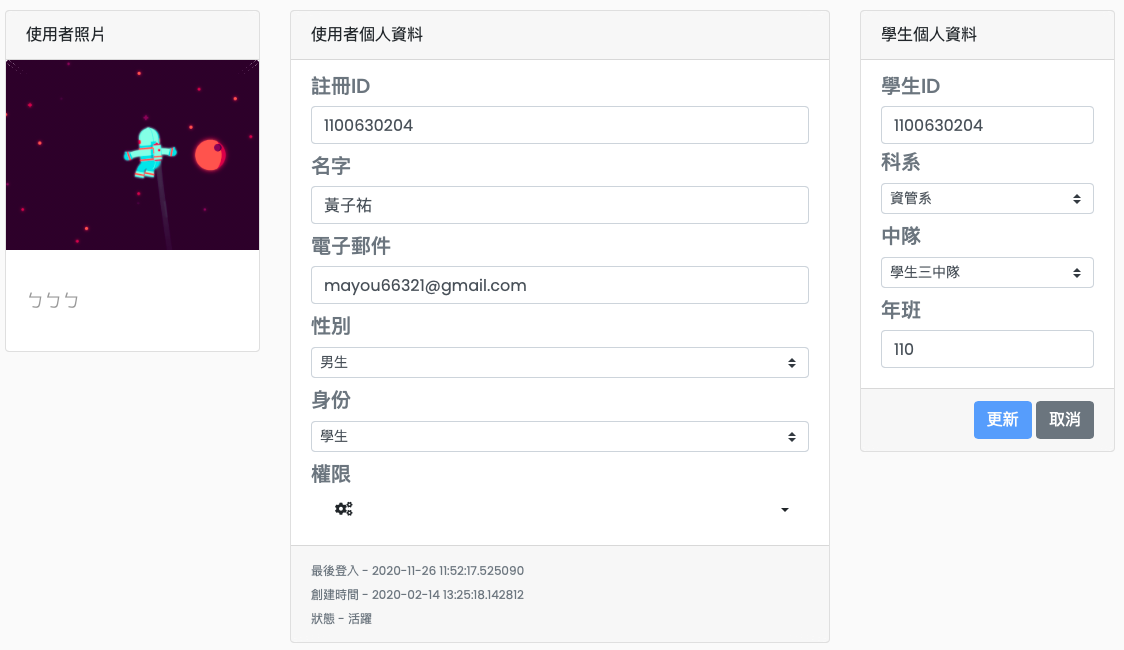 使用者照片
ㄅㄅㄅ
使用者個人資料
註冊ID
1100630204
名字
黃子祐
電子郵件
mayou66321@gmail.com
性別
男生
身份
學生
權限
最後登入 - 2020-11-26 11:52:17.525090
創建時間 - 2020-02-14 13:25:18.142812
狀態 - 活躍
學生個人資料
學生ID
1100630204
科系
資管系
中隊
學生三中隊
年班
110
更新 取消